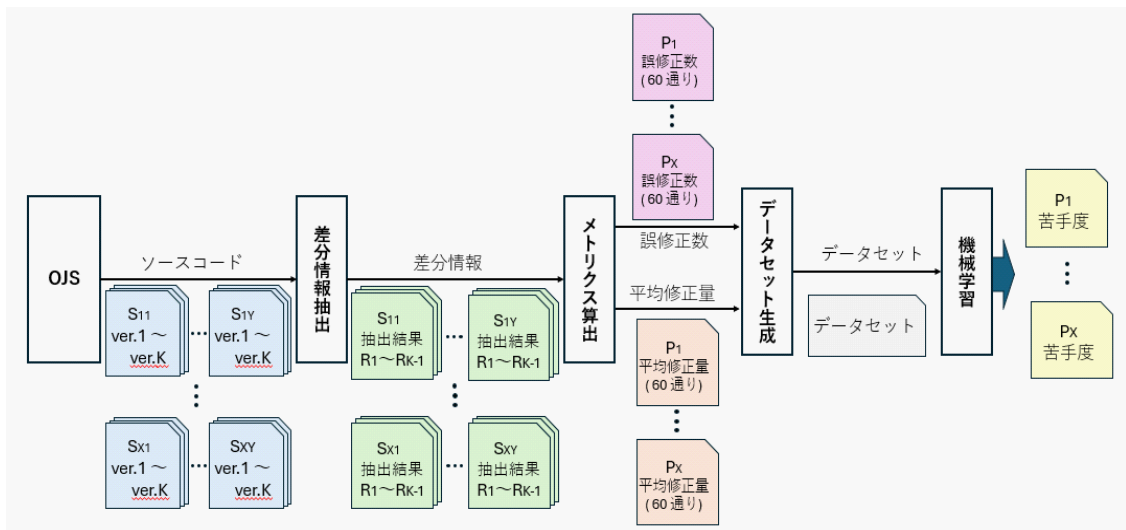 OJS
ソースコード
S11
ver.1～
ver.K
…
S1Y
ver.1～
ver.K
⋮
SX1
ver.1～
ver.K
…
SXY
ver.1～
ver.K
差分情報抽出
差分情報
S11
抽出結果
R1～RK-1
…
S1Y
抽出結果
R1～RK-1
⋮
SX1
抽出結果
R1～RK-1
…
SXY
抽出結果
R1～RK-1
メトリクス算出
P1
誤修正数
(60通り)
⋮
PX
誤修正数
(60通り)
誤修正数
平均修正量
P1
平均修正量
(60通り)
⋮
PX
平均修正量
(60通り)
データセット生成
データセット
データセット
機械学習
P1
苦手度
⋮
PX
苦手度